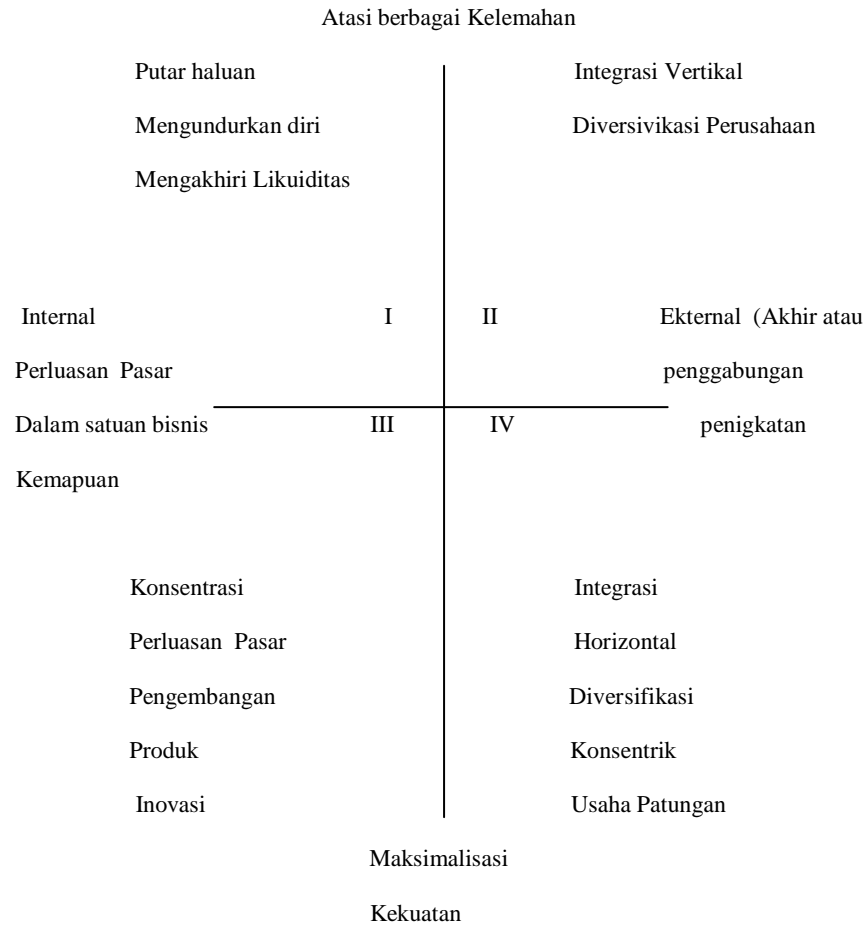 Atasi berbagai Kelemahan
Putar haluan
Integrasi Vertikal
Mengundurkan diri
Diversivikasi Perusahaan
Mengakhiri Likuiditas
Internal
I
II
Ekternal (Akhir atau
Perluasan Pasar
penggabungan
Dalam satuan bisnis
III
IV
penigkatan
Kemapuan
Konsentrasi
Integrasi
Perluasan Pasar
Horizontal
Pengembangan
Diversifikasi
Produk
Konsentrik
Inovasi
Usaha Patungan
Maksimalisasi
Kekuatan